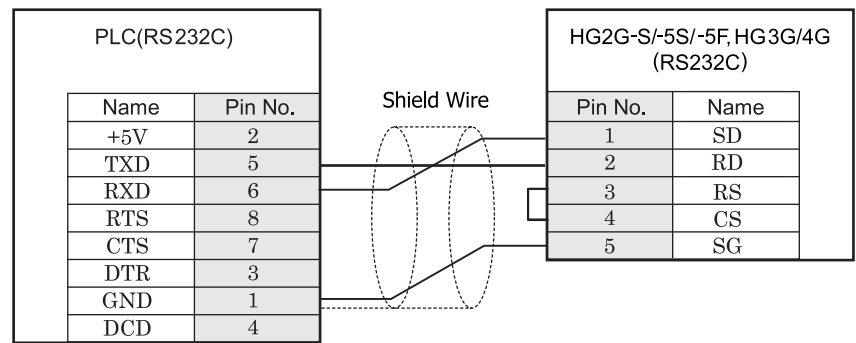 PLC(RS232C)
Name Pin No.
+5V 2
TXD 5
RXD 6
RTS 8
CTS 7
DTR 3
GND 1
DCD 4
Shield Wire
HG2G-S/-5S/-5F, HG3G/4G
(RS232C)
Pin No. Name
1 SD
2 RD
3 RS
4 CS
5 SG